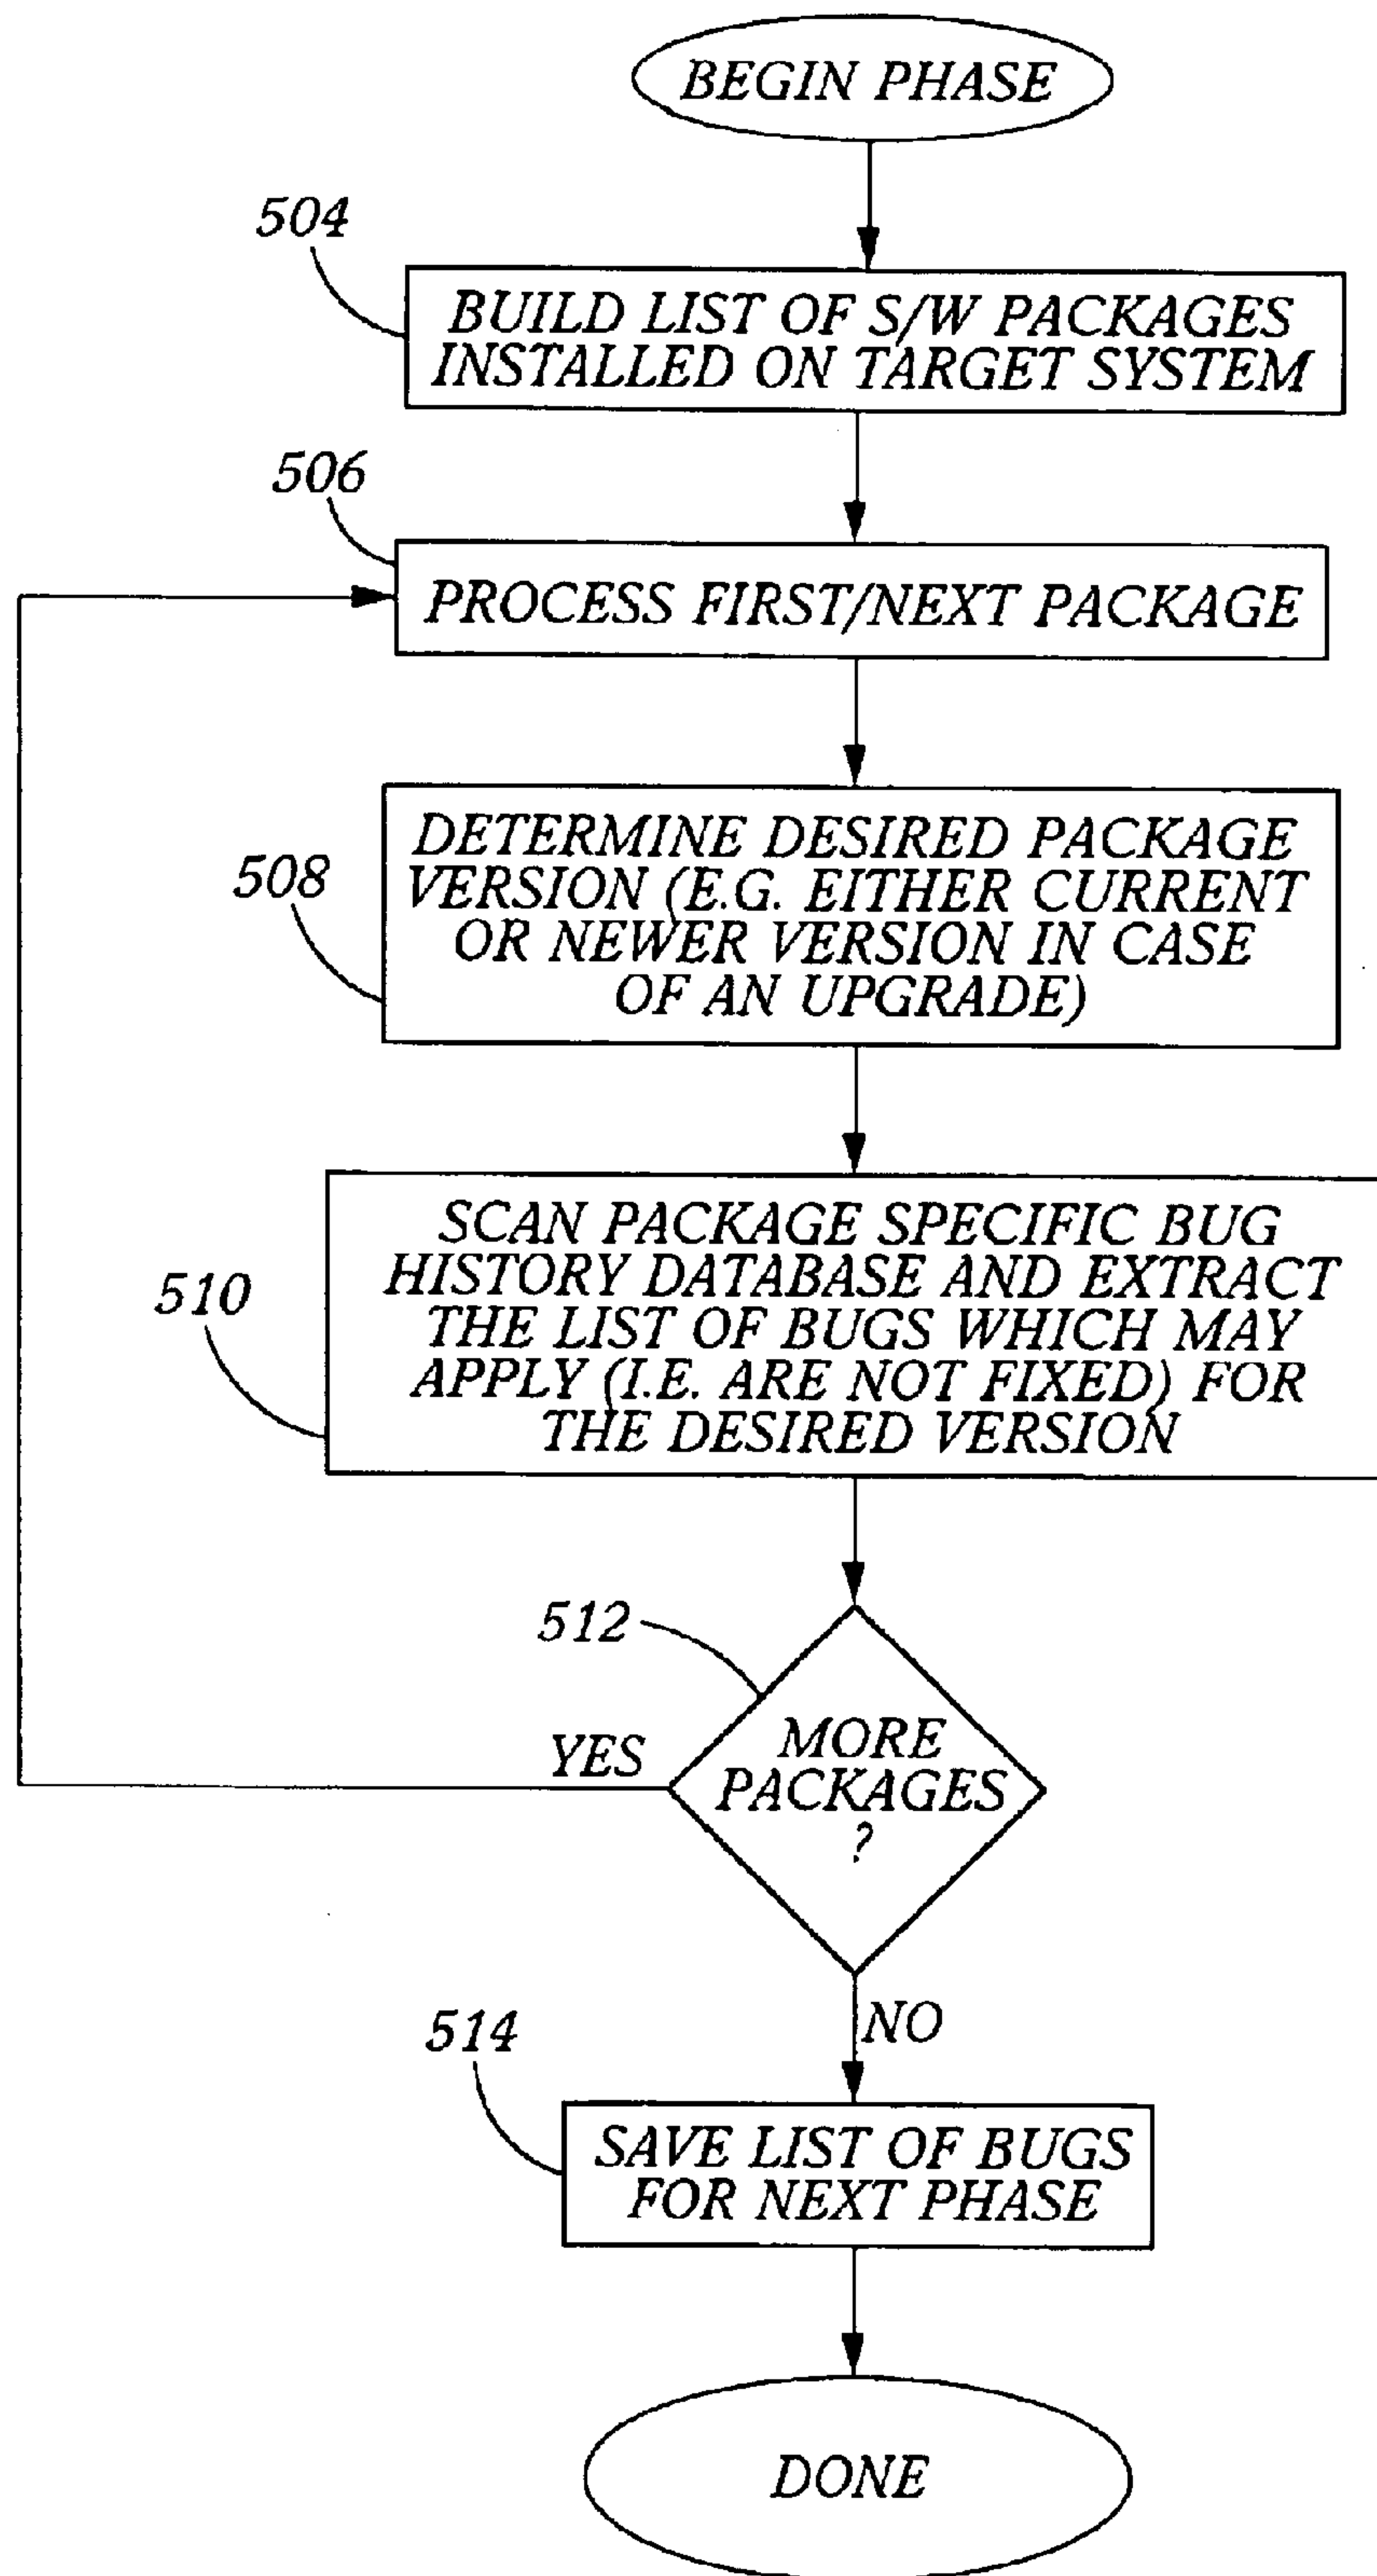 BEGIN PHASE
504
BUILD LIST OF S/W PACKAGES
INSTALLED ON TARGET SYSTEM
506
PROCESS FIRST/NEXT PACKAGE
508
DETERMINE DESIRED PACKAGE
VERSION (E.G. EITHER CURRENT
OR NEWER VERSION IN CASE
OF AN UPGRADE)
510
SCAN PACKAGE SPECIFIC BUG
HISTORY DATABASE AND EXTRACT
THE LIST OF BUGS WHICH MAY
APPLY (I.E. ARE NOT FIXED) FOR
THE DESIRED VERSION
512
YES
MORE
PACKAGES
?
NO
514
SAVE LIST OF BUGS
FOR NEXT PHASE
DONE